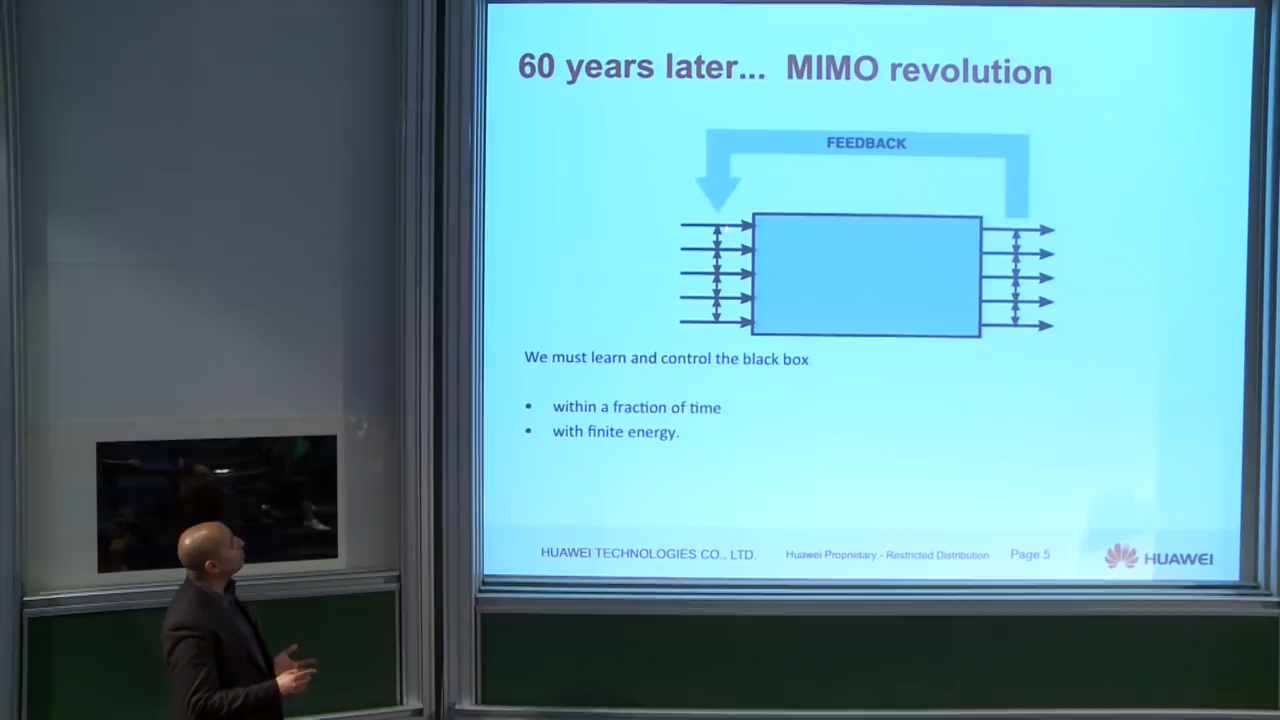 60 years later... MIMO revolution
FEEDBACK
We must learn and control the black box
• within a fraction of time
• with finite energy.
HUAWEI TECHNOLOGIES CO., LTD. Huawei Proprietary - Restricted Distribution Page 5
HUAWEI